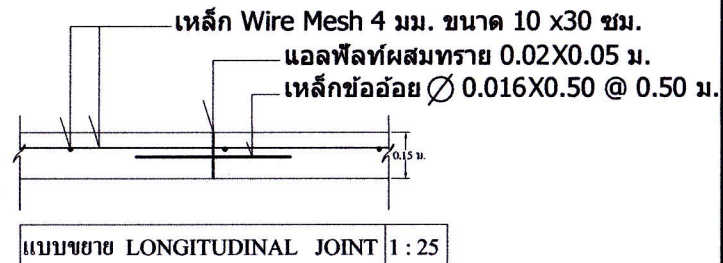 เหล็ก Wire Mesh 4 มม. ขนาด 10 x30 ซม.
แอลฟัลท์ผสมทราย 0.02X0.05 ม.
เหล็กข้ออ้อย ∅ 0.016X0.50 @ 0.50 ม.
0.15 ม.
แบบขยาย LONGITUDINAL JOINT 1 : 25